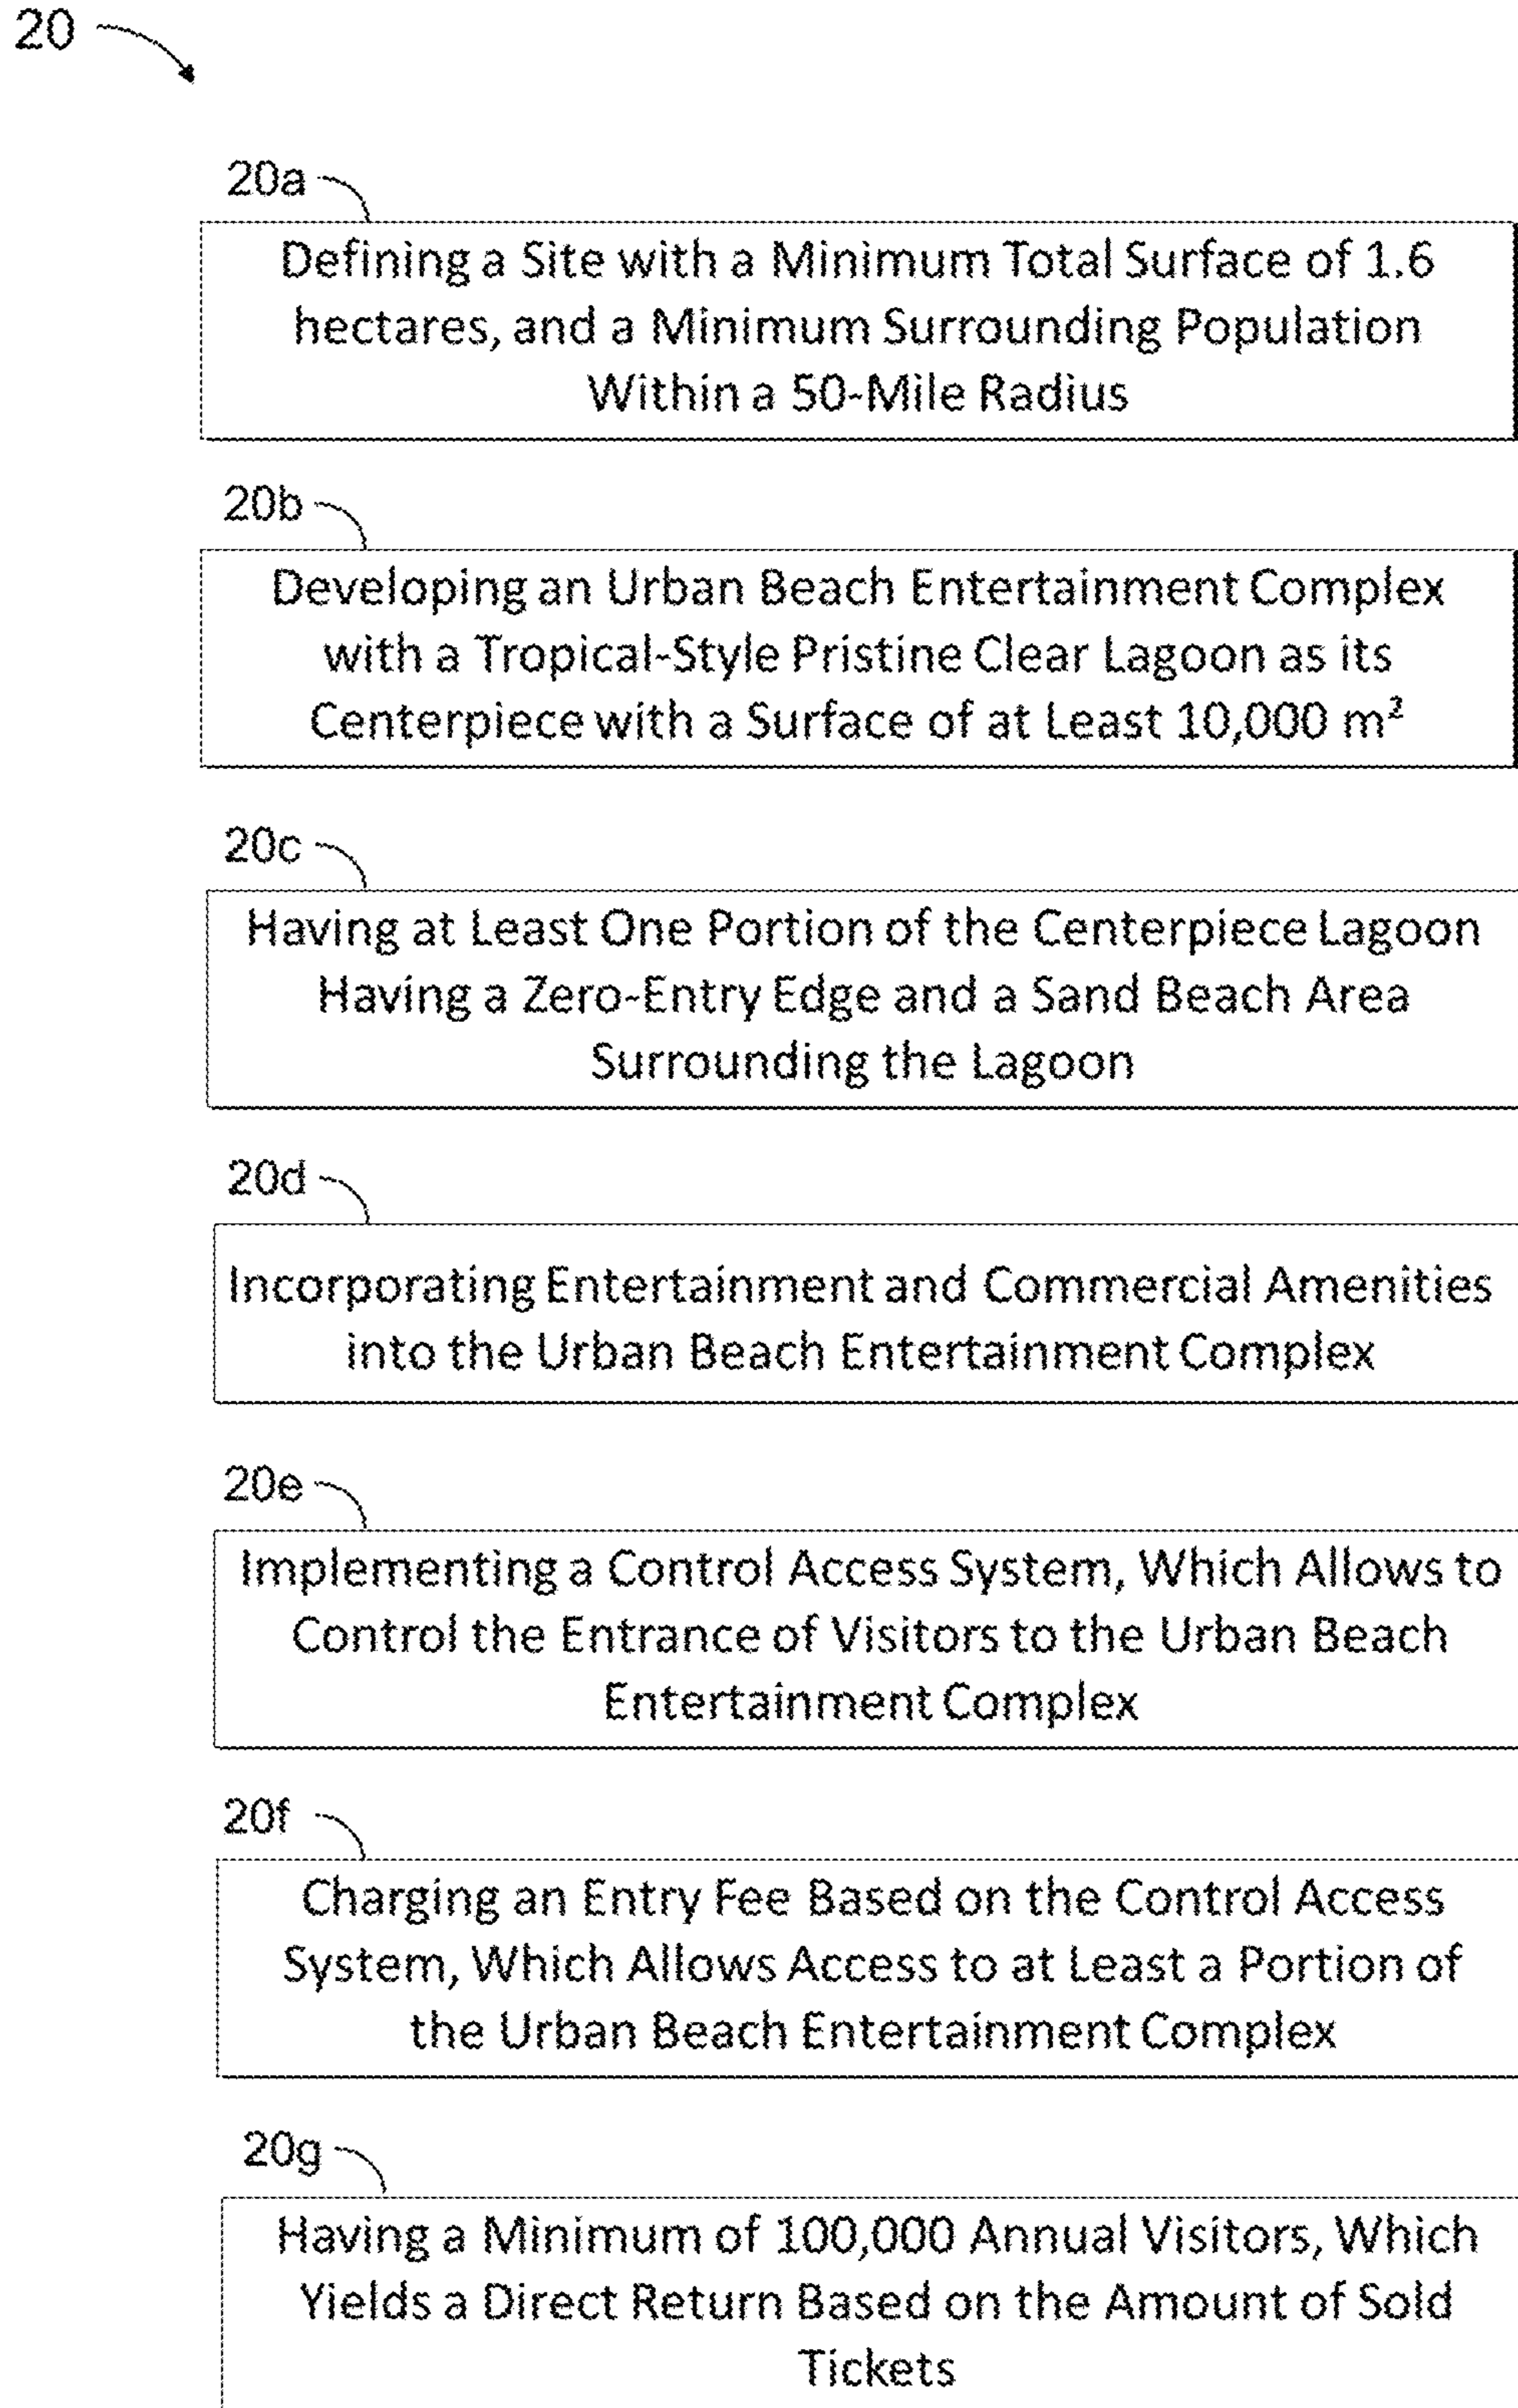 20
20a
Defining a Site with a Minimum Total Surface of 1.6
hectares, and a Minimum Surrounding Population
Within a 50-Mile Radius
20b
Developing an Urban Beach Entertainment Complex
with a Tropical-Style Pristine Clear Lagoon as its
Centerpiece with a Surface of at Least 10,000 m²
20c
Having at Least One Portion of the Centerpiece Lagoon
Having a Zero-Entry Edge and a Sand Beach Area
Surrounding the Lagoon
20d
Incorporating Entertainment and Commercial Amenities
into the Urban Beach Entertainment Complex
20e
Implementing a Control Access System, Which Allows to
Control the Entrance of Visitors to the Urban Beach
Entertainment Complex
20f
Charging an Entry Fee Based on the Control Access
System, Which Allows Access to at Least a Portion of
the Urban Beach Entertainment Complex
20g
Having a Minimum of 100,000 Annual Visitors, Which
Yields a Direct Return Based on the Amount of Sold
Tickets